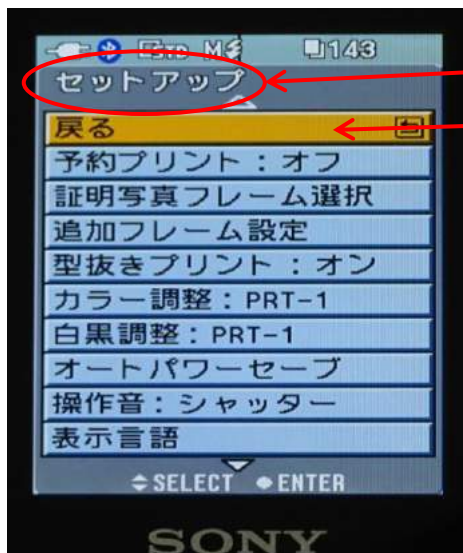 STD M 143
セットアップ
戻る
予約プリント：オフ
証明写真フレーム選択
追加フレーム設定
型抜きプリント：オン
カラー調整：PRT-1
白黒調整：PRT-1
オートパワーセーブ
操作音：シャッター
表示言語
SELECT ENTER
SONY